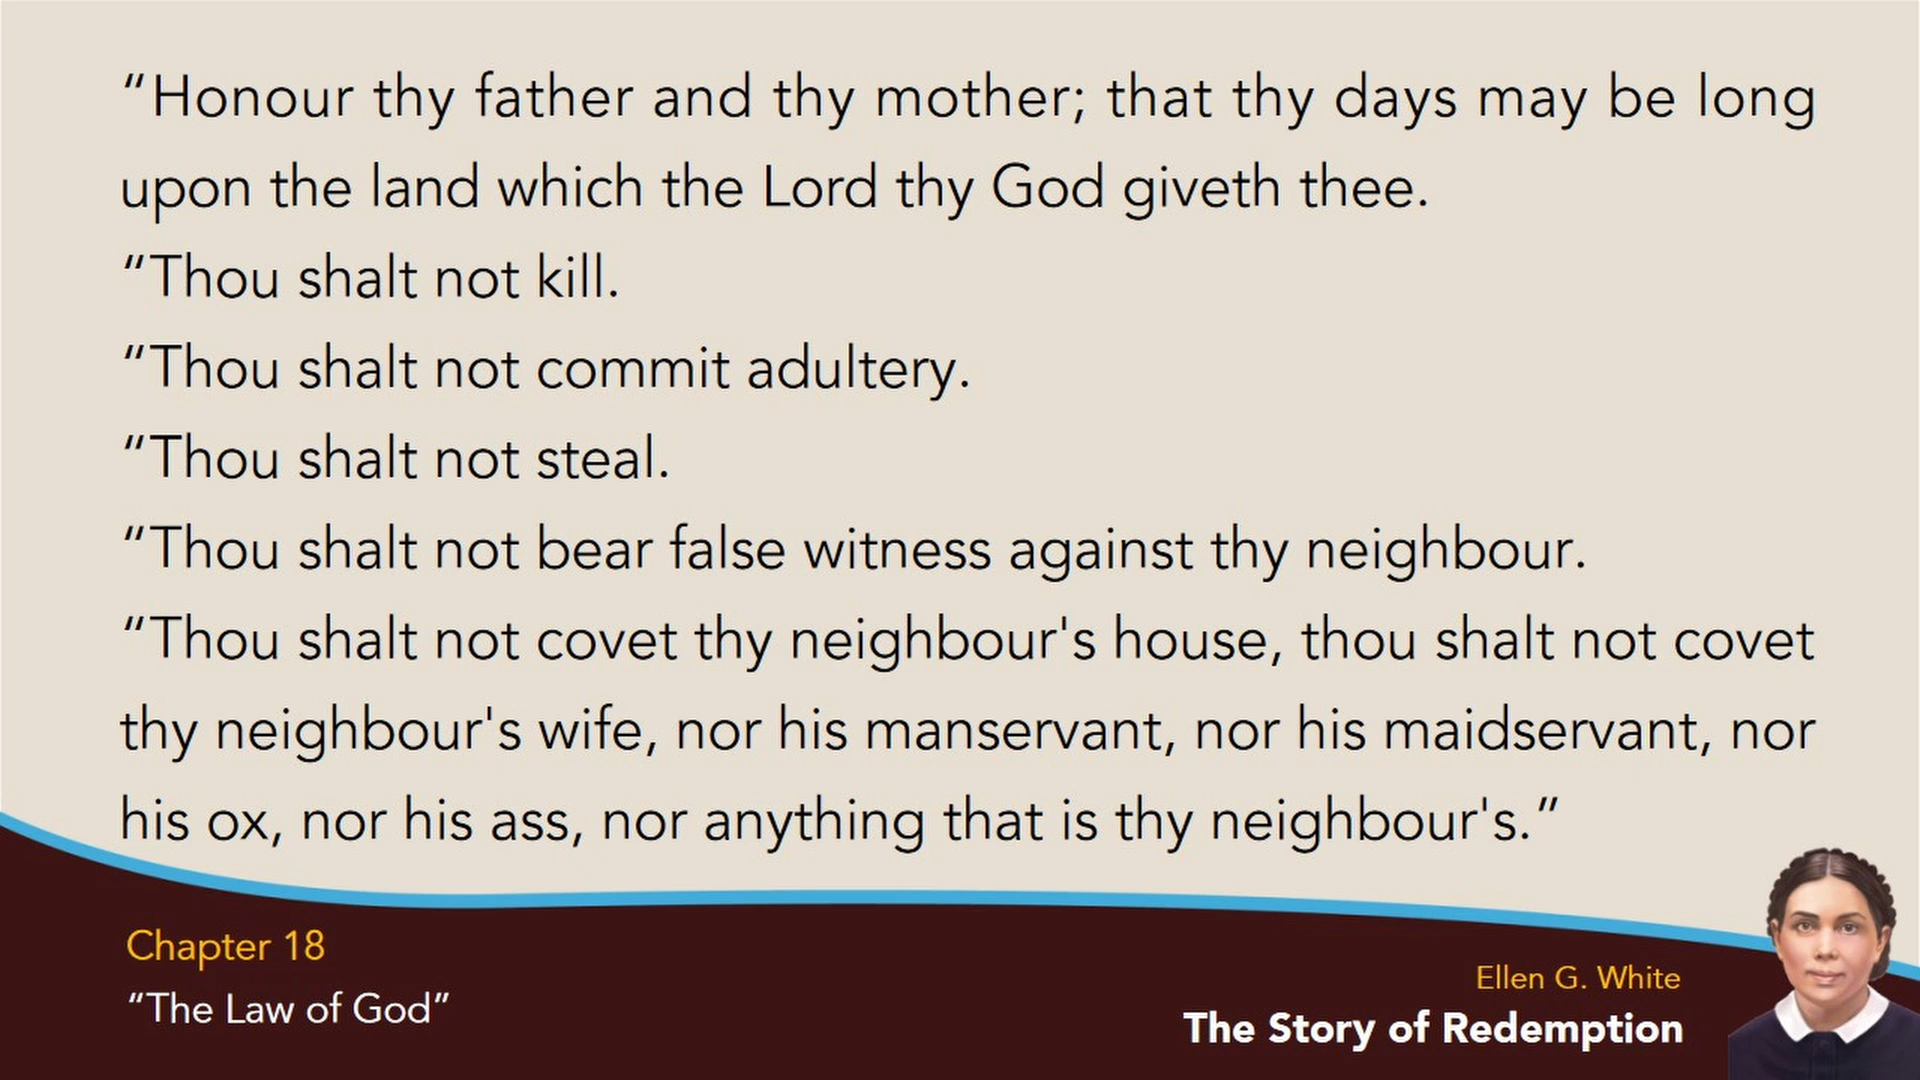 “Honour thy father and thy mother; that thy days may be long
upon the land which the Lord thy God giveth thee.
“Thou shalt not kill.
“Thou shalt not commit adultery.
“Thou shalt not steal.
“Thou shalt not bear false witness against thy neighbour.
“Thou shalt not covet thy neighbour's house, thou shalt not covet
thy neighbour's wife, nor his manservant, nor his maidservant, nor
his ox, nor his ass, nor anything that is thy neighbour's.”
Chapter 18
“The Law of God”
Ellen G. White
The Story of Redemption